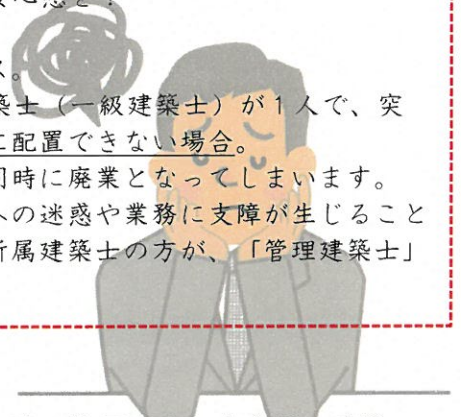 ス。
築士（一級建築士）が１人で、突
に配置できない場合。
同時に廃業となってしまいます。
への迷惑や業務に支障が生じること
所属建築士の方が、「管理建築士」